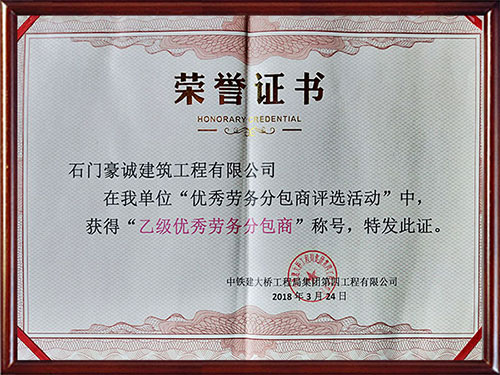 荣誉证书
HONORARY CREDENTIAL
石门豪诚建筑工程有限公司
在我单位“优秀劳务分包商评选活动”中，
获得“乙级优秀劳务分包商”称号，特发此证。
中铁建大桥工程局集团第四工程有限公司
2018年3月24日